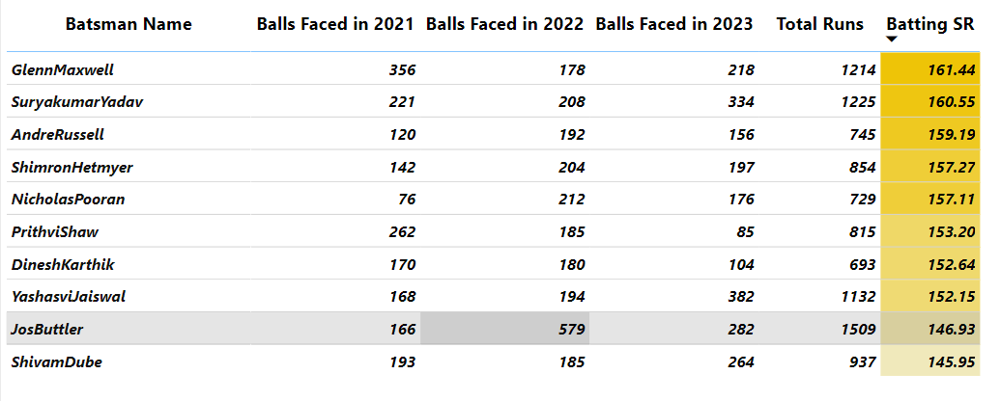 Batsman Name Balls Faced in 2021 Balls Faced in 2022 Balls Faced in 2023 Total Runs Batting SR
GlennMaxwell 356 178 218 1214 161.44
SuryakumarYadav 221 208 334 1225 160.55
AndreRussell 120 192 156 745 159.19
ShimronHetmyer 142 204 197 854 157.27
NicholasPooran 76 212 176 729 157.11
PrithviShaw 262 185 85 815 153.20
DineshKarthik 170 180 104 693 152.64
YashasviJaiswal 168 194 382 1132 152.15
JosButtler 166 579 282 1509 146.93
ShivamDube 193 185 264 937 145.95